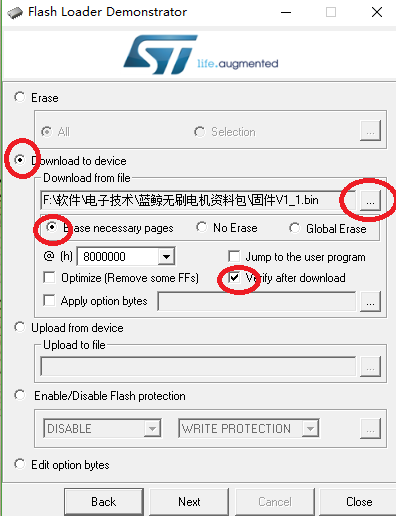 Flash Loader Demonstrator
ST life.augmented
Erase
All Selection ...
Download to device
Download from file
F:\软件\电子技术\蓝鲸无刷电机资料包\固件V1_1.bin ...
Erase necessary pages No Erase Global Erase
@ (h) 8000000 Jump to the user program
Optimize (Remove some FFs) Verify after download
Apply option bytes ...
Upload from device
Upload to file
...
Enable/Disable Flash protection
DISABLE WRITE PROTECTION ...
Edit option bytes
Back Next Cancel Close